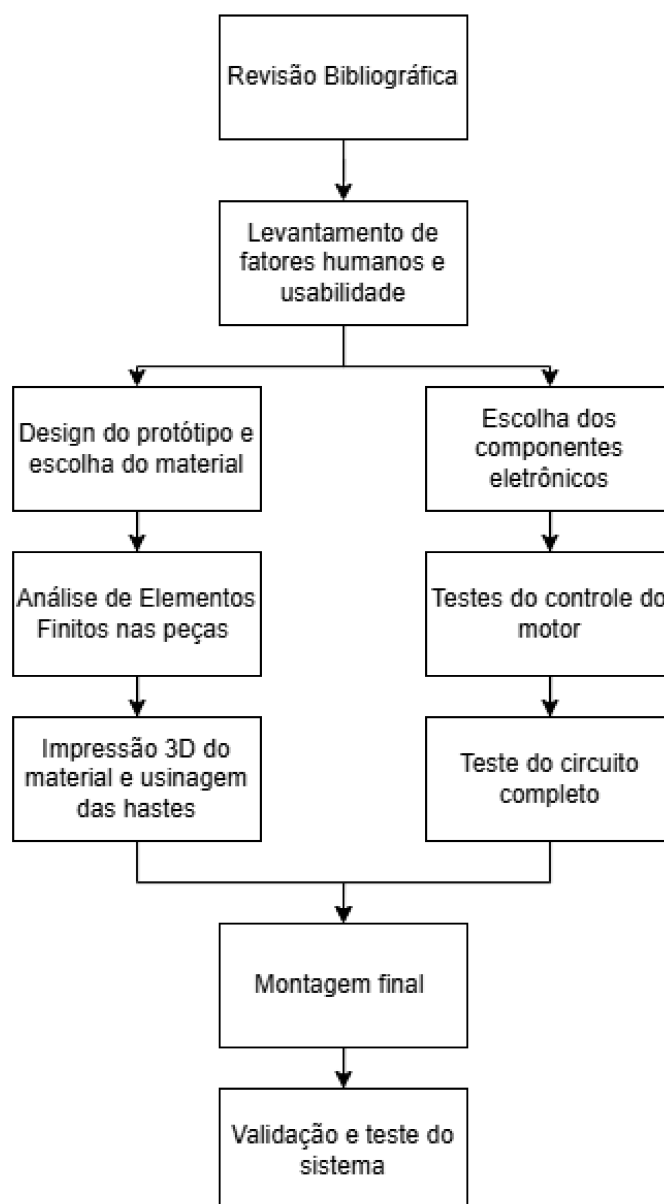 Revisão Bibliográfica
Levantamento de
fatores humanos e
usabilidade
Design do protótipo e
escolha do material
Escolha dos
componentes
eletrônicos
Análise de Elementos
Finitos nas peças
Testes do controle do
motor
Impressão 3D do
material e usinagem
das hastes
Teste do circuito
completo
Montagem final
Validação e teste do
sistema